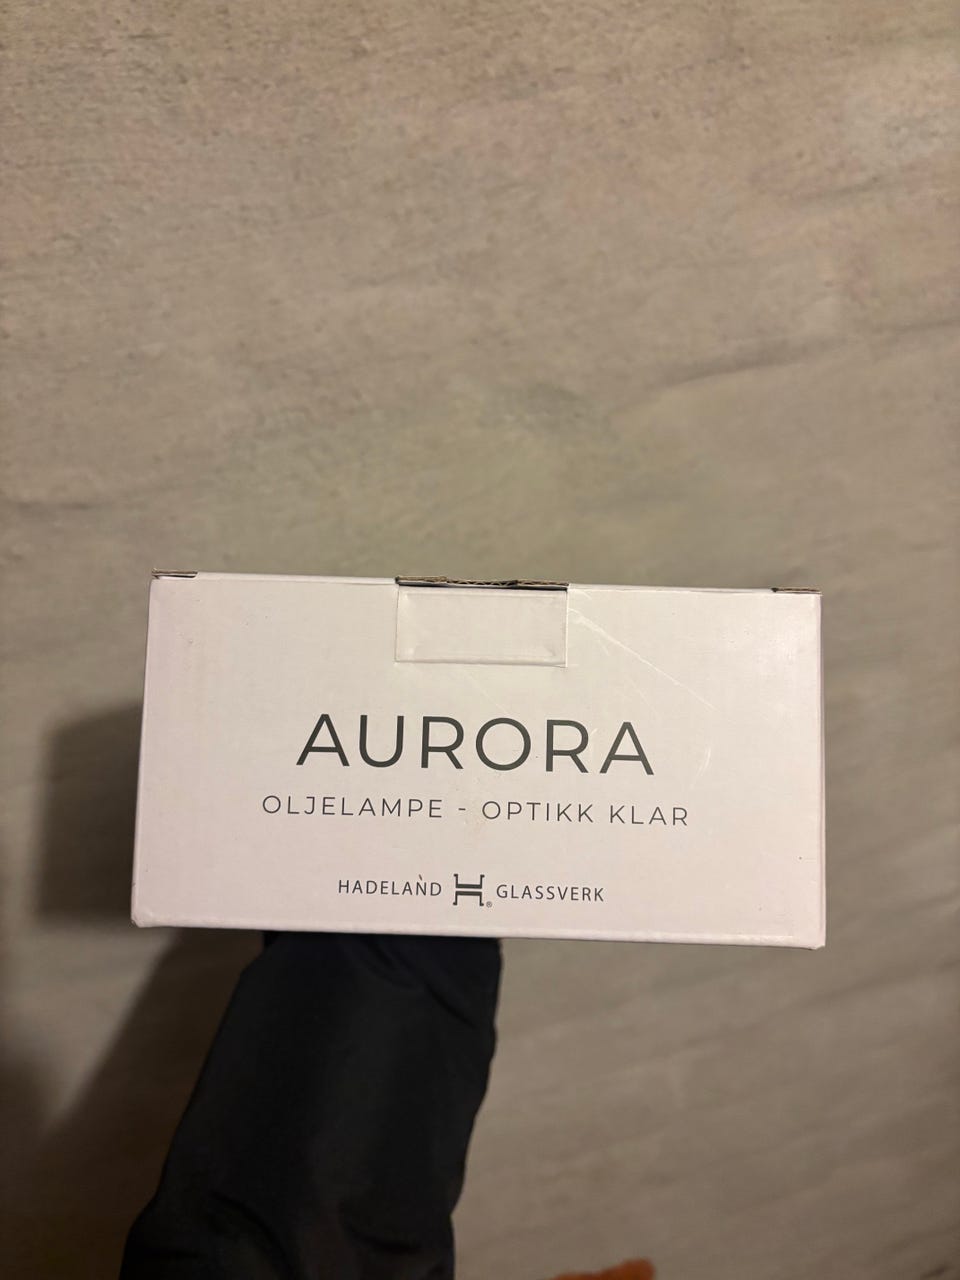 AURORA
OLJELAMPE - OPTIKK KLAR
HADELAND H® GLASSVERK